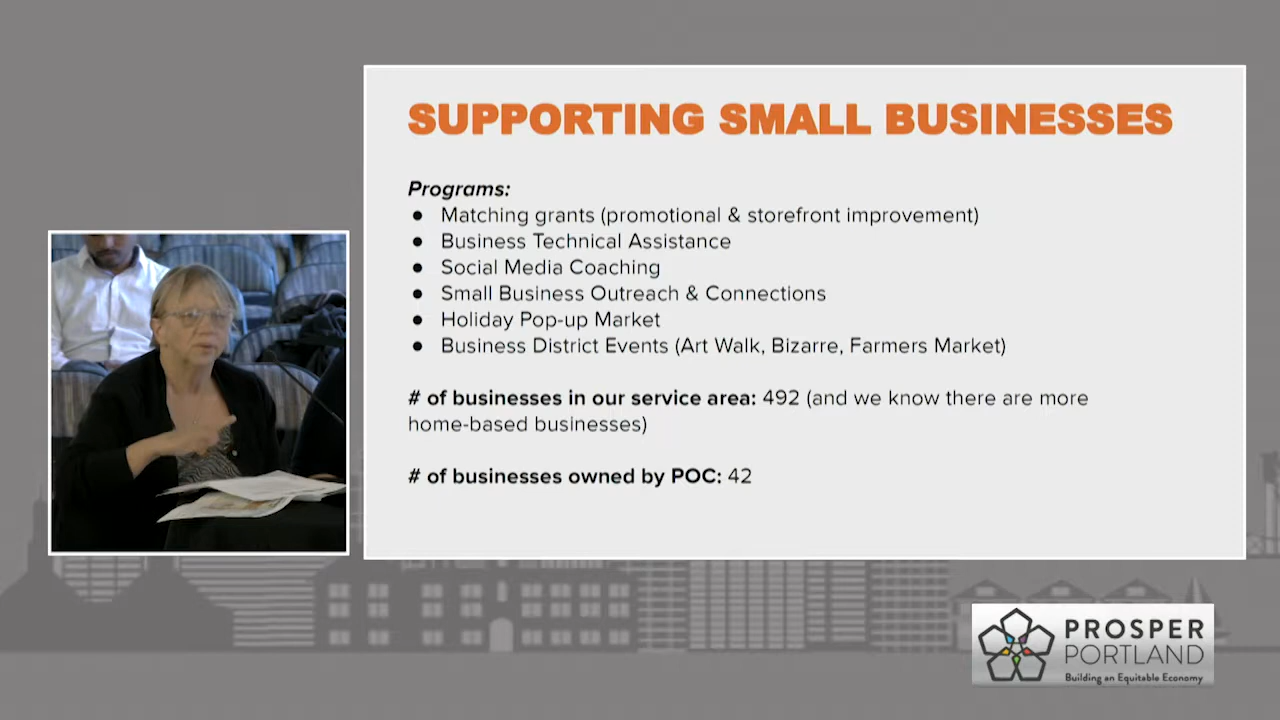 SUPPORTING SMALL BUSINESSES
Programs:
● Matching grants (promotional & storefront improvement)
● Business Technical Assistance
● Social Media Coaching
● Small Business Outreach & Connections
● Holiday Pop-up Market
● Business District Events (Art Walk, Bizarre, Farmers Market)
# of businesses in our service area: 492 (and we know there are more
home-based businesses)
# of businesses owned by POC: 42
PROSPER
PORTLAND
Building an Equitable Economy